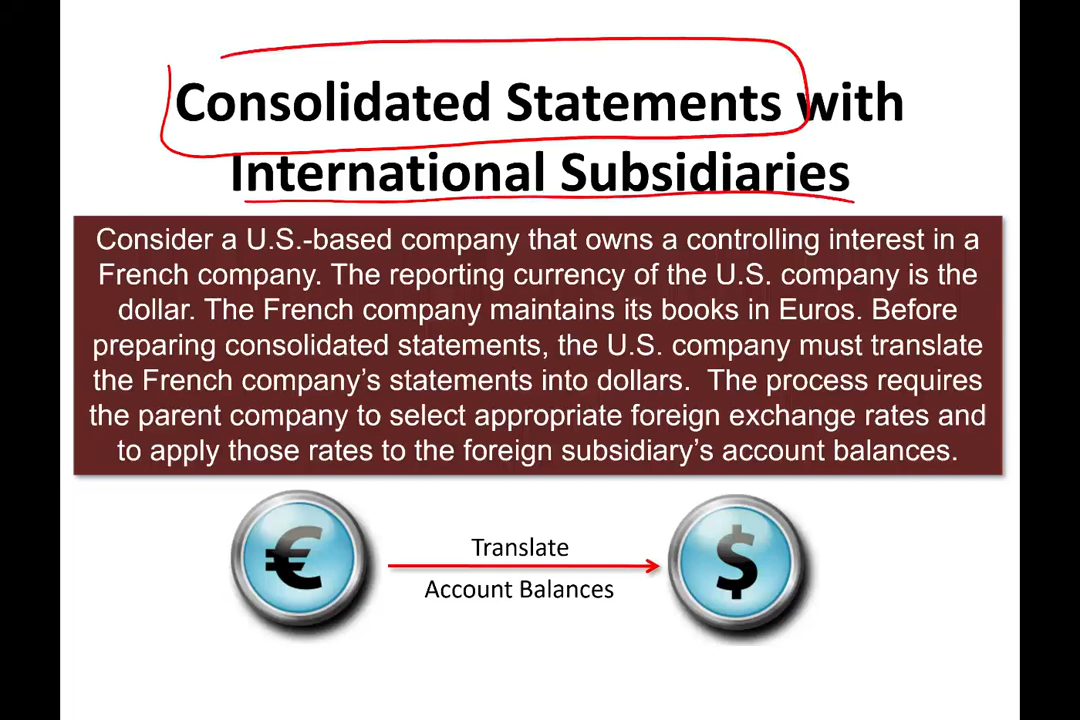 Consolidated Statements with
International Subsidiaries
Consider a U.S.-based company that owns a controlling interest in a
French company. The reporting currency of the U.S. company is the
dollar. The French company maintains its books in Euros. Before
preparing consolidated statements, the U.S. company must translate
the French company’s statements into dollars. The process requires
the parent company to select appropriate foreign exchange rates and
to apply those rates to the foreign subsidiary’s account balances.
€
Translate
Account Balances
$